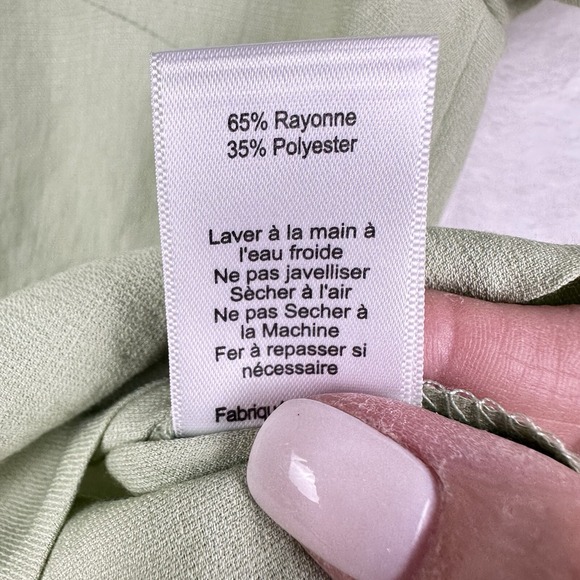 65% Rayonne
35% Polyester
Laver à la main à
l'eau froide
Ne pas javelliser
Sècher à l'air
Ne pas Secher à
la Machine
Fer à repasser si
nécessaire